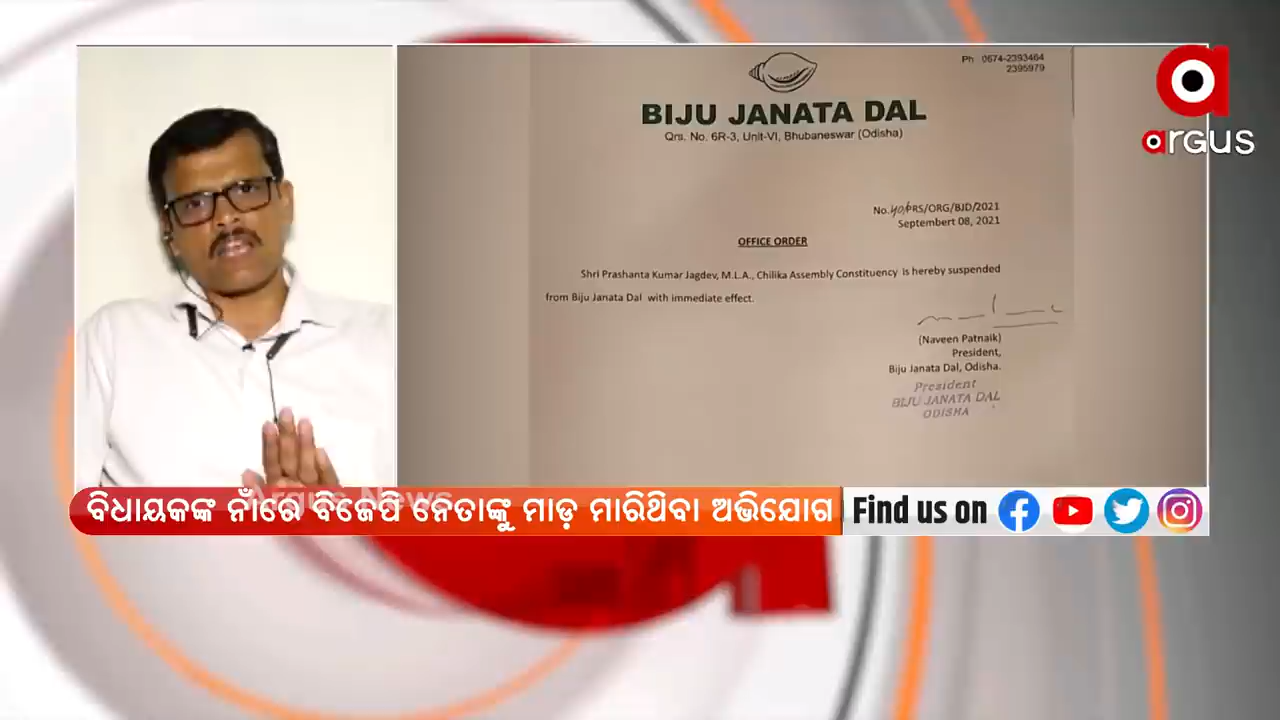 Ph 0674-2393464
2395979
BIJU JANATA DAL
Qrs. No. 6R-3, Unit-VI, Bhubaneswar (Odisha)
/PRS/ORG/BJD/2021
Septembert 08, 2021
OFFICE ORDER
Shri Prashanta Kumar Jagdev, M.L.A., Chilika Assembly Constituency is hereby suspended
from Biju Janata Dal with immediate effect.
(Naveen Patnaik)
President,
Biju Janata Dal, Odisha.
President
BIJU JANATA DAL
ODISHA
argus
Argus News
ବିଧାୟକଙ୍କ ନାଁରେ ବିଜେପି ନେତାଙ୍କୁ ମାଡ଼ ମାରିଥିବା ଅଭିଯୋଗ
Find us on